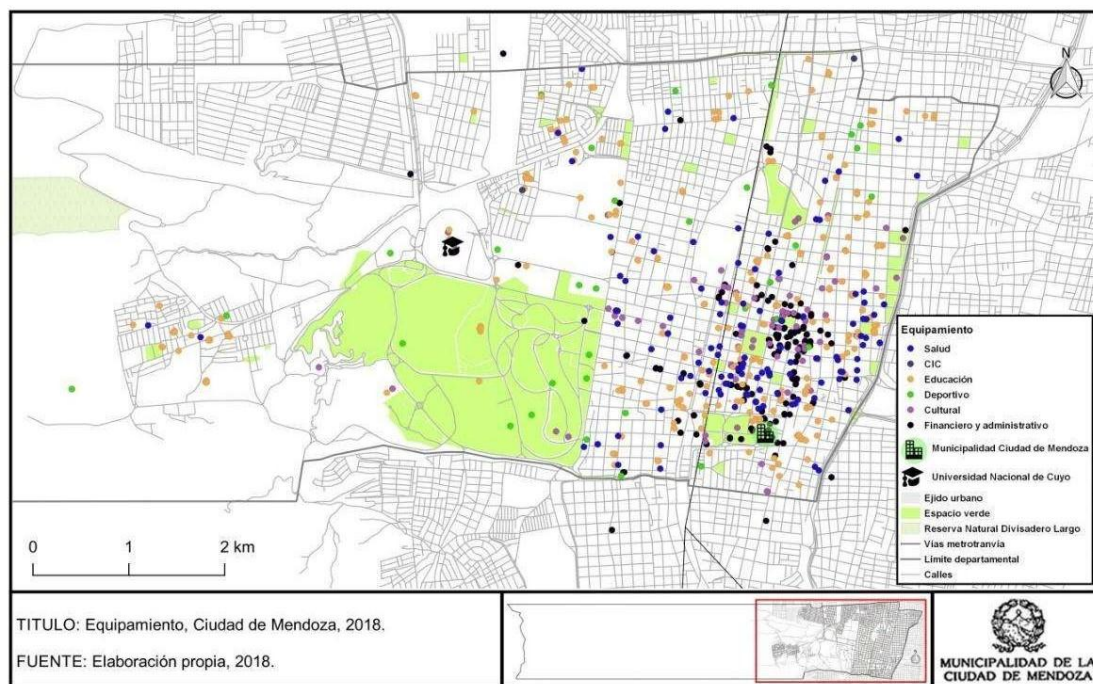 N
Equipamiento
Salud
CIC
Educación
Deportivo
Cultural
Financiero y administrativo
Municipalidad Ciudad de Mendoza
Universidad Nacional de Cuyo
Ejido urbano
Espacio verde
Reserva Natural Divisadero Largo
Vías metrotranvía
Límite departamental
Calles
0 1 2 km
TITULO: Equipamiento, Ciudad de Mendoza, 2018.
FUENTE: Elaboración propia, 2018.
MUNICIPALIDAD DE LA
CIUDAD DE MENDOZA